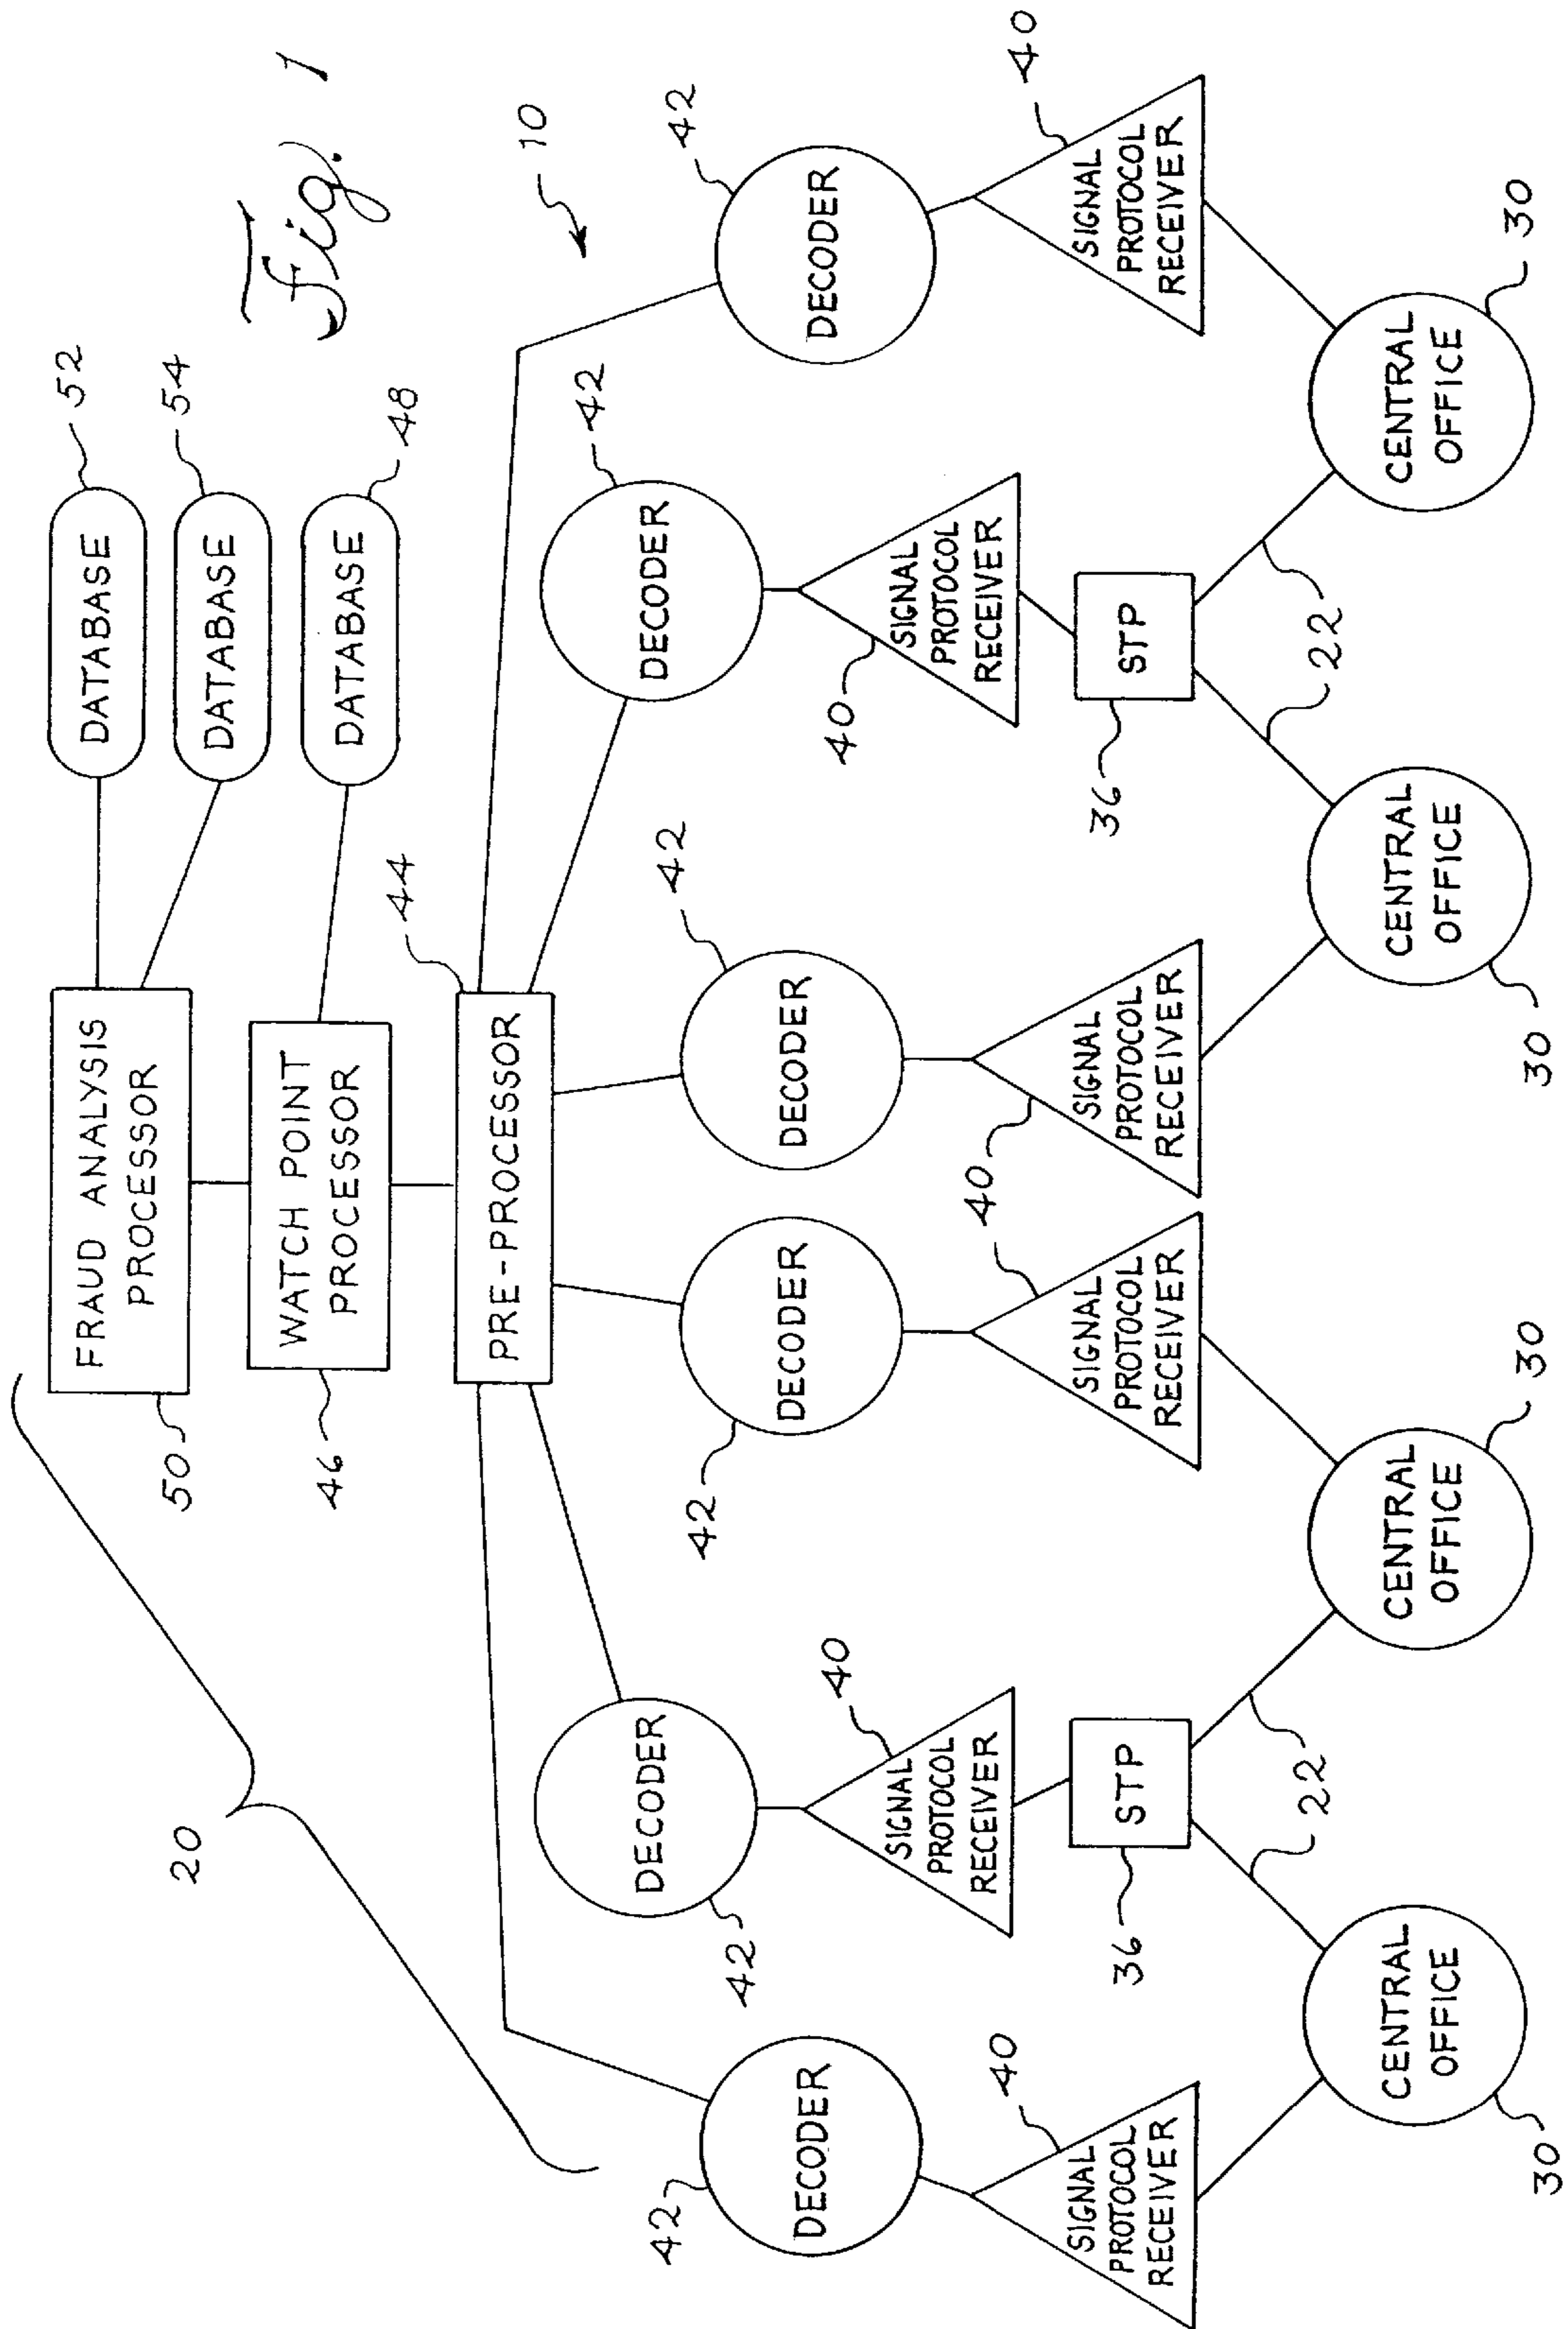 Fig. 1
10
20
FRAUD ANALYSIS
PROCESSOR
50
DATABASE
52
DATABASE
54
WATCH POINT
PROCESSOR
46
DATABASE
48
PRE-PROCESSOR
44
DECODER
42
DECODER
42
DECODER
42
DECODER
42
DECODER
42
DECODER
42
SIGNAL
PROTOCOL
RECEIVER
40
SIGNAL
PROTOCOL
RECEIVER
40
SIGNAL
PROTOCOL
RECEIVER
40
SIGNAL
PROTOCOL
RECEIVER
40
SIGNAL
PROTOCOL
RECEIVER
40
SIGNAL
PROTOCOL
RECEIVER
40
STP
36
STP
36
22
22
CENTRAL
OFFICE
30
CENTRAL
OFFICE
30
CENTRAL
OFFICE
30
CENTRAL
OFFICE
30